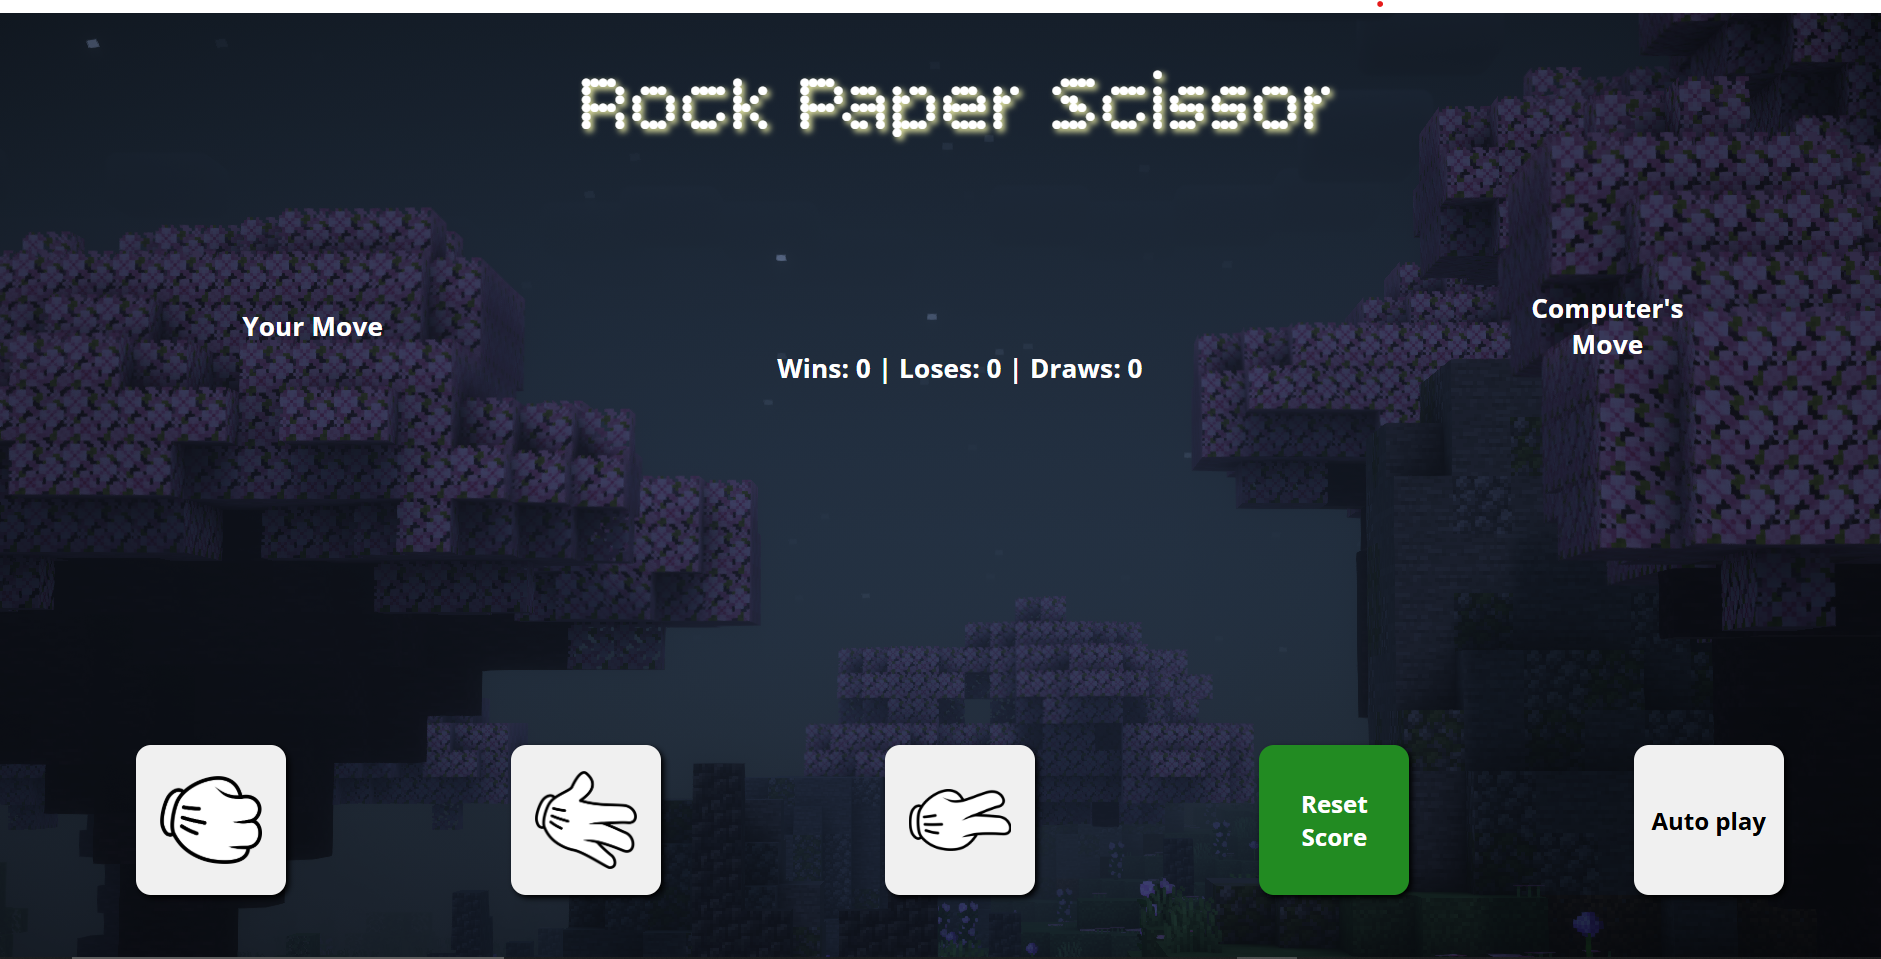 Rock Paper Scissor
Your Move
Computer's
Move
Wins: 0 | Loses: 0 | Draws: 0
Reset
Score
Auto play